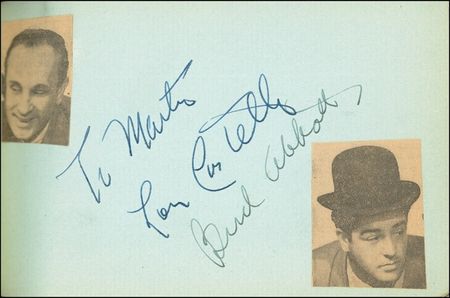 To Martin
Lou Costello
Bud Abbott